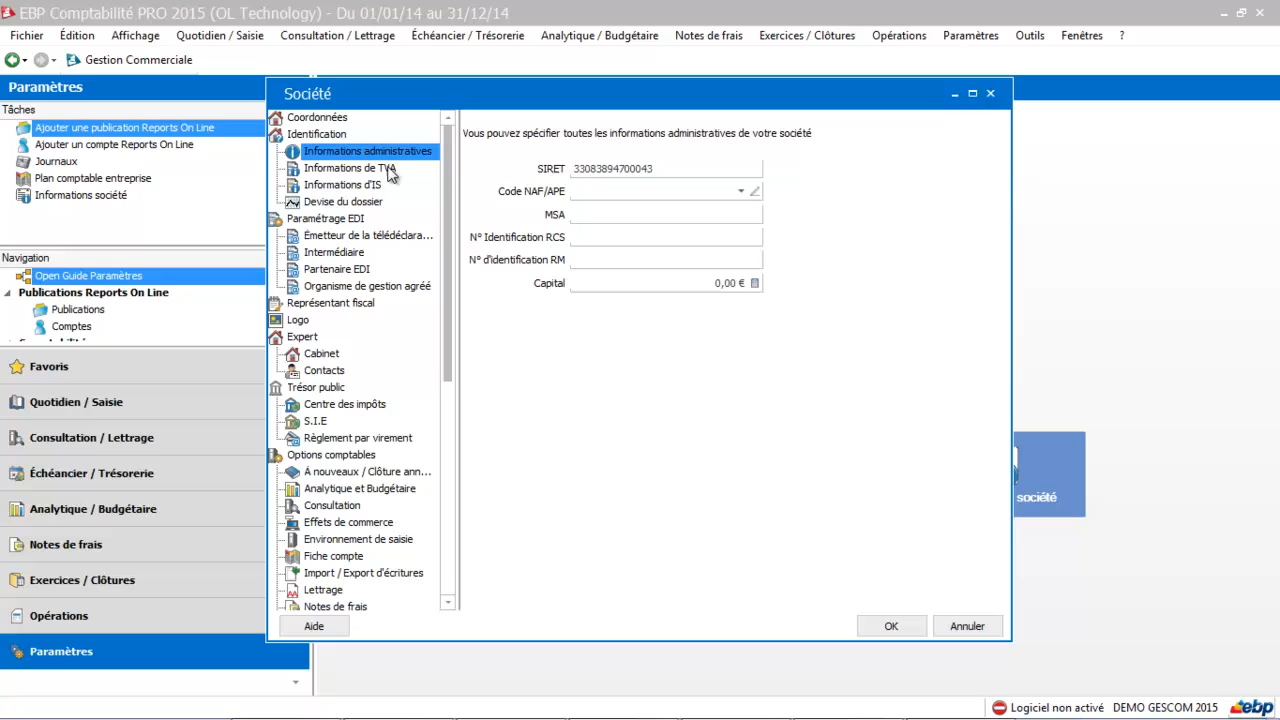 EBP Comptabilité PRO 2015 (OL Technology) - Du 01/01/14 au 31/12/14
Fichier Édition Affichage Quotidien / Saisie Consultation / Lettrage Échéancier / Trésorerie Analytique / Budgétaire Notes de frais Exercices / Clôtures Opérations Paramètres Outils Fenêtres ?
Gestion Commerciale
Paramètres
Tâches
Ajouter une publication Reports On Line
Ajouter un compte Reports On Line
Journaux
Plan comptable entreprise
Informations société
Navigation
Open Guide Paramètres
Publications Reports On Line
Publications
Comptes
Favoris
Quotidien / Saisie
Consultation / Lettrage
Échéancier / Trésorerie
Analytique / Budgétaire
Notes de frais
Exercices / Clôtures
Opérations
Paramètres
Société
Coordonnées
Identification
Informations administratives
Informations de TVA
Informations d'IS
Devise du dossier
Paramétrage EDI
Émetteur de la télédéclara...
Intermédiaire
Partenaire EDI
Organisme de gestion agréé
Représentant fiscal
Logo
Expert
Cabinet
Contacts
Trésor public
Centre des impôts
S.I.E
Règlement par virement
Options comptables
À nouveaux / Clôture ann...
Analytique et Budgétaire
Consultation
Effets de commerce
Environnement de saisie
Fiche compte
Import / Export d'écritures
Lettrage
Notes de frais
Vous pouvez spécifier toutes les informations administratives de votre société
SIRET 33083894700043
Code NAF/APE
MSA
N° Identification RCS
N° d'identification RM
Capital 0,00 €
Aide OK Annuler
société
Logiciel non activé DEMO GESCOM 2015 ebp